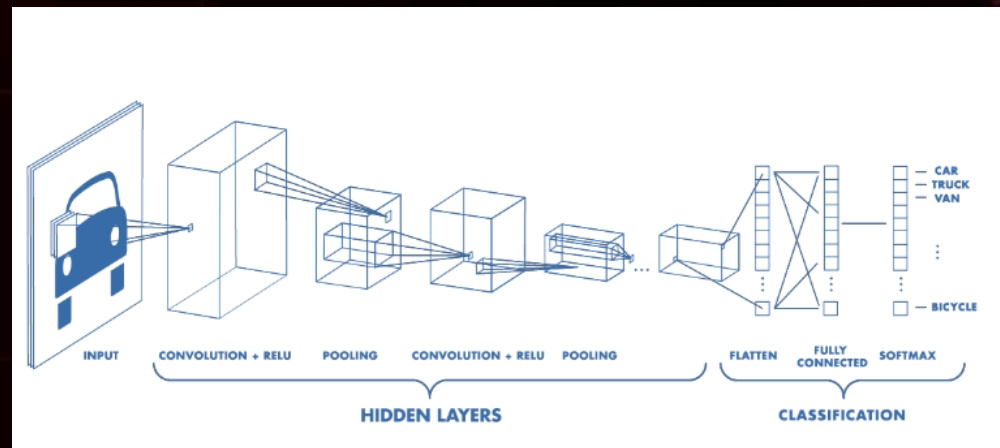 CAR
TRUCK
VAN
BICYCLE
INPUT
CONVOLUTION + RELU
POOLING
CONVOLUTION + RELU
POOLING
FLATTEN
FULLY
CONNECTED
SOFTMAX
HIDDEN LAYERS
CLASSIFICATION